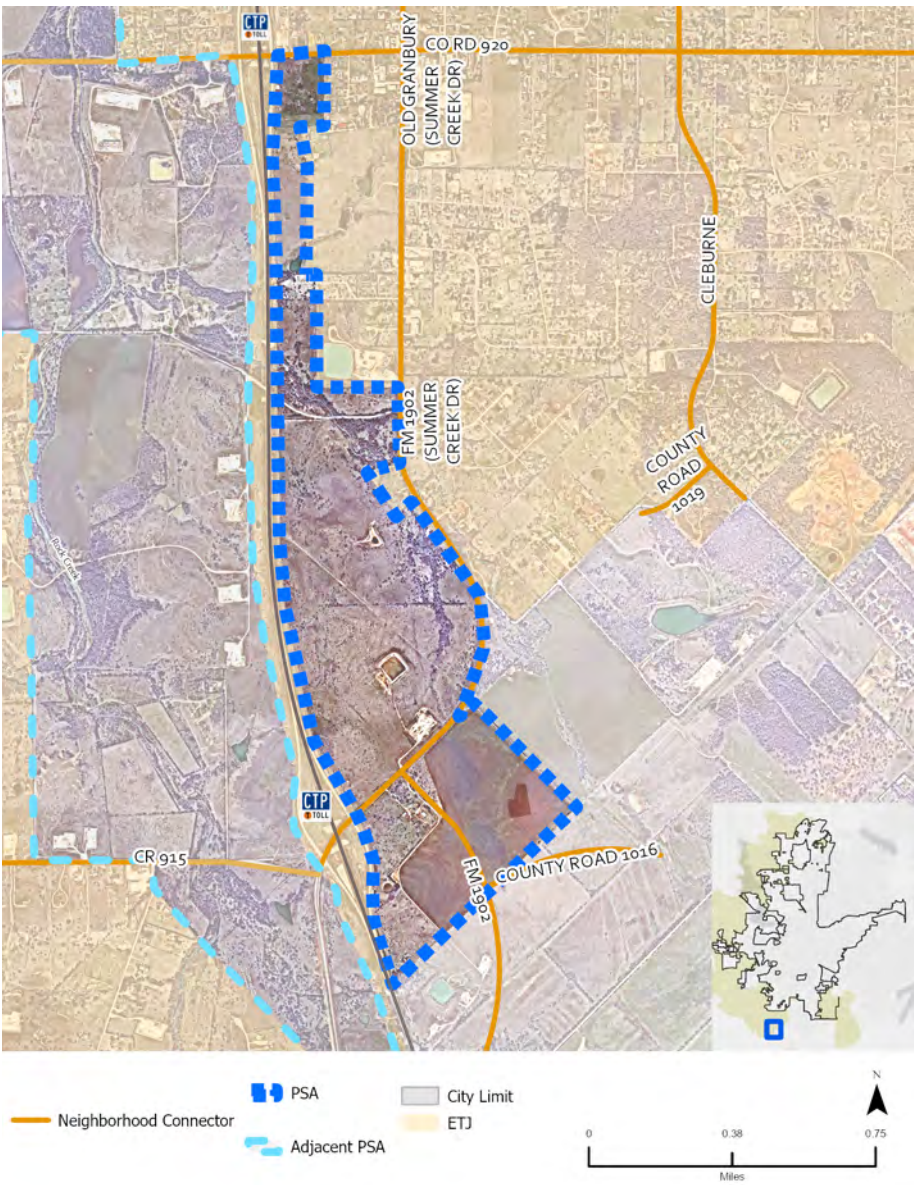 CTP
TOLL
CO RD 920
OLD GRANBURY
(SUMMER
CREEK DR)
CLEBURNE
FM 1902
(SUMMER
CREEK DR)
COUNTY
ROAD
1019
Rock Creek
CTP
TOLL
CR 915
FM 1902
COUNTY ROAD 1016
Neighborhood Connector
PSA
Adjacent PSA
City Limit
ETJ
N
0
0.38
0.75
Miles